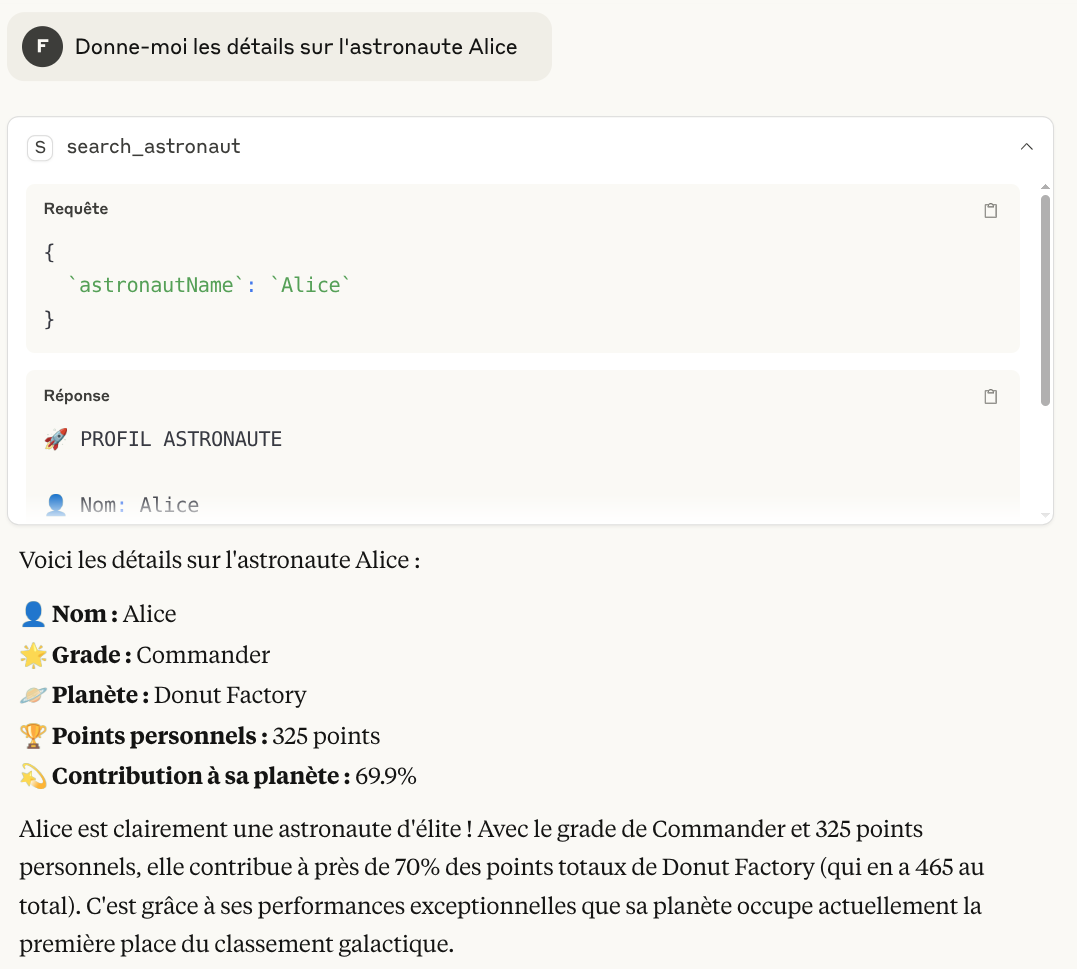 F Donne-moi les détails sur l'astronaute Alice
S search_astronaut
Requête
{
`astronautName`: `Alice`
}
Réponse
🚀 PROFIL ASTRONAUTE
👤 Nom: Alice
Voici les détails sur l'astronaute Alice :
👤 Nom : Alice
🌟 Grade : Commander
🪐 Planète : Donut Factory
🏆 Points personnels : 325 points
💫 Contribution à sa planète : 69.9%
Alice est clairement une astronaute d'élite ! Avec le grade de Commander et 325 points
personnels, elle contribue à près de 70% des points totaux de Donut Factory (qui en a 465 au
total). C'est grâce à ses performances exceptionnelles que sa planète occupe actuellement la
première place du classement galactique.